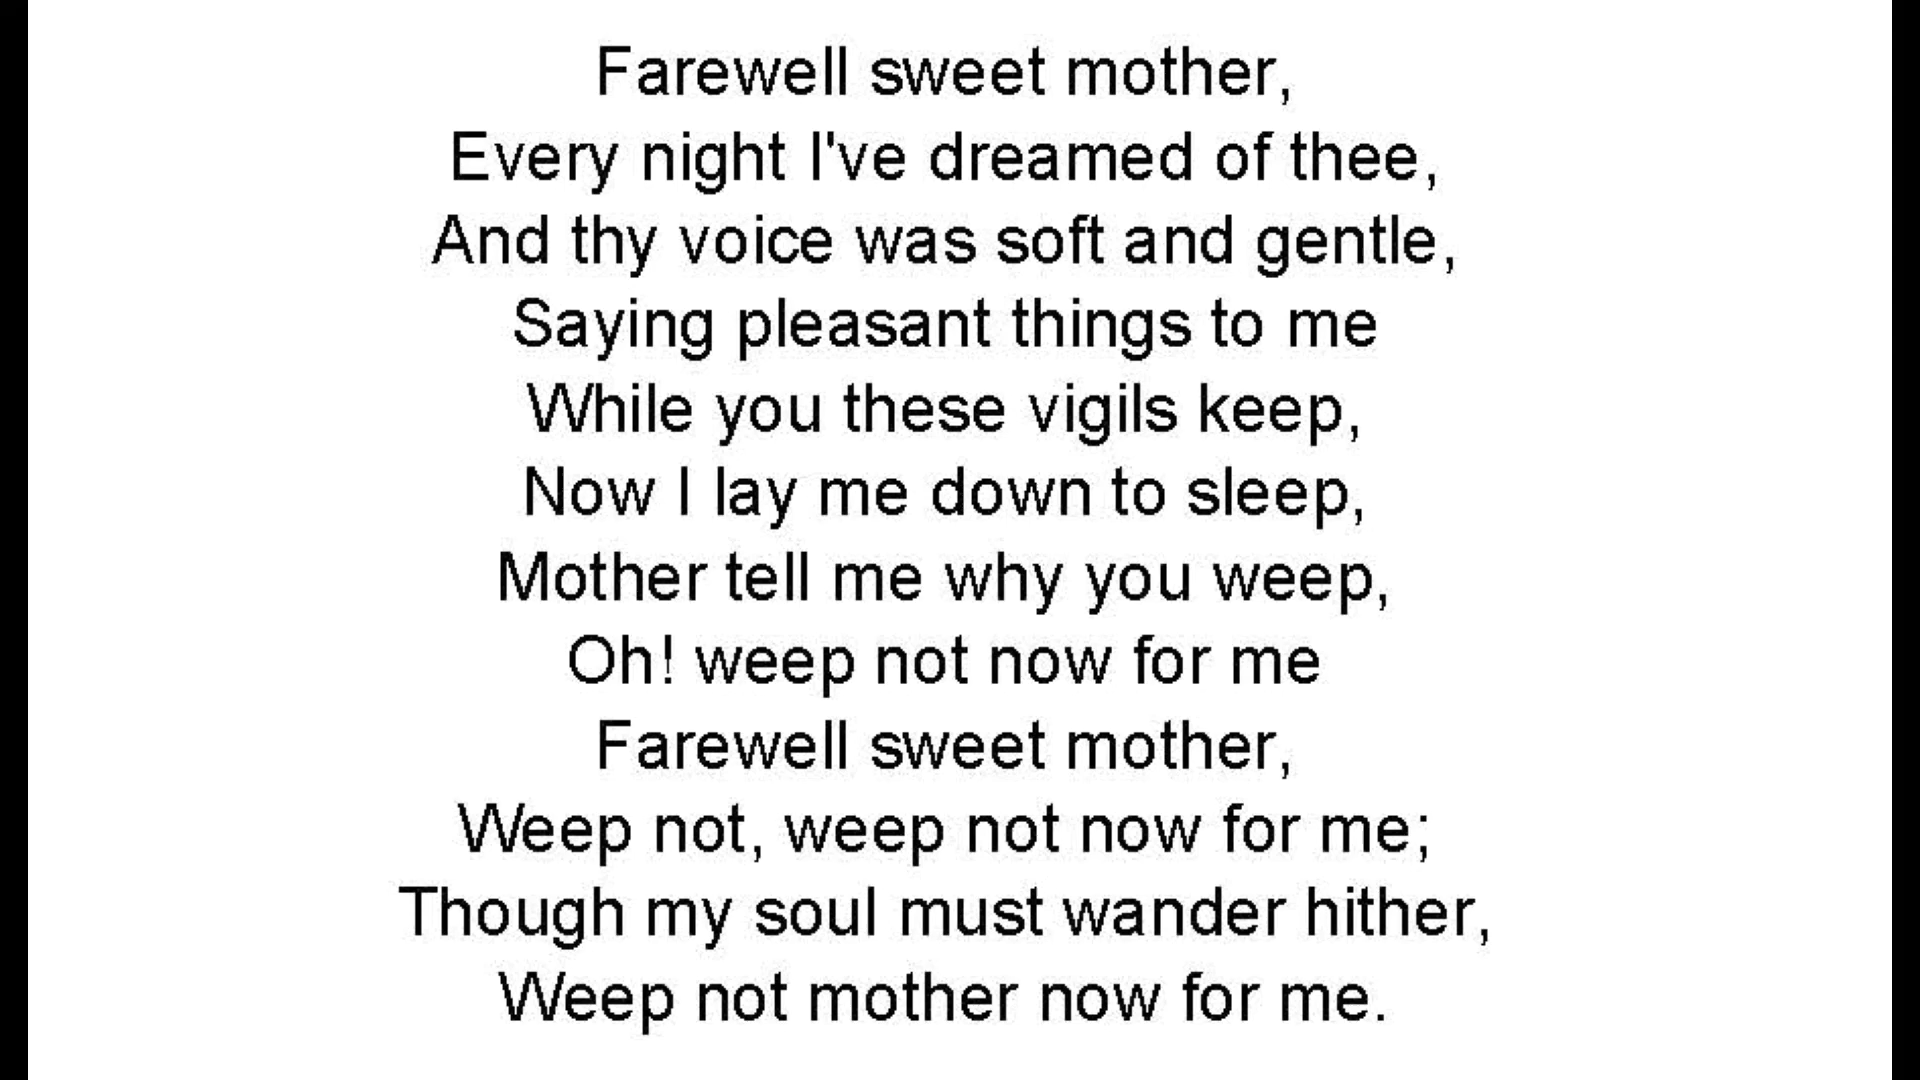 Farewell sweet mother,
Every night I've dreamed of thee,
And thy voice was soft and gentle,
Saying pleasant things to me
While you these vigils keep,
Now I lay me down to sleep,
Mother tell me why you weep,
Oh! weep not now for me
Farewell sweet mother,
Weep not, weep not now for me;
Though my soul must wander hither,
Weep not mother now for me.